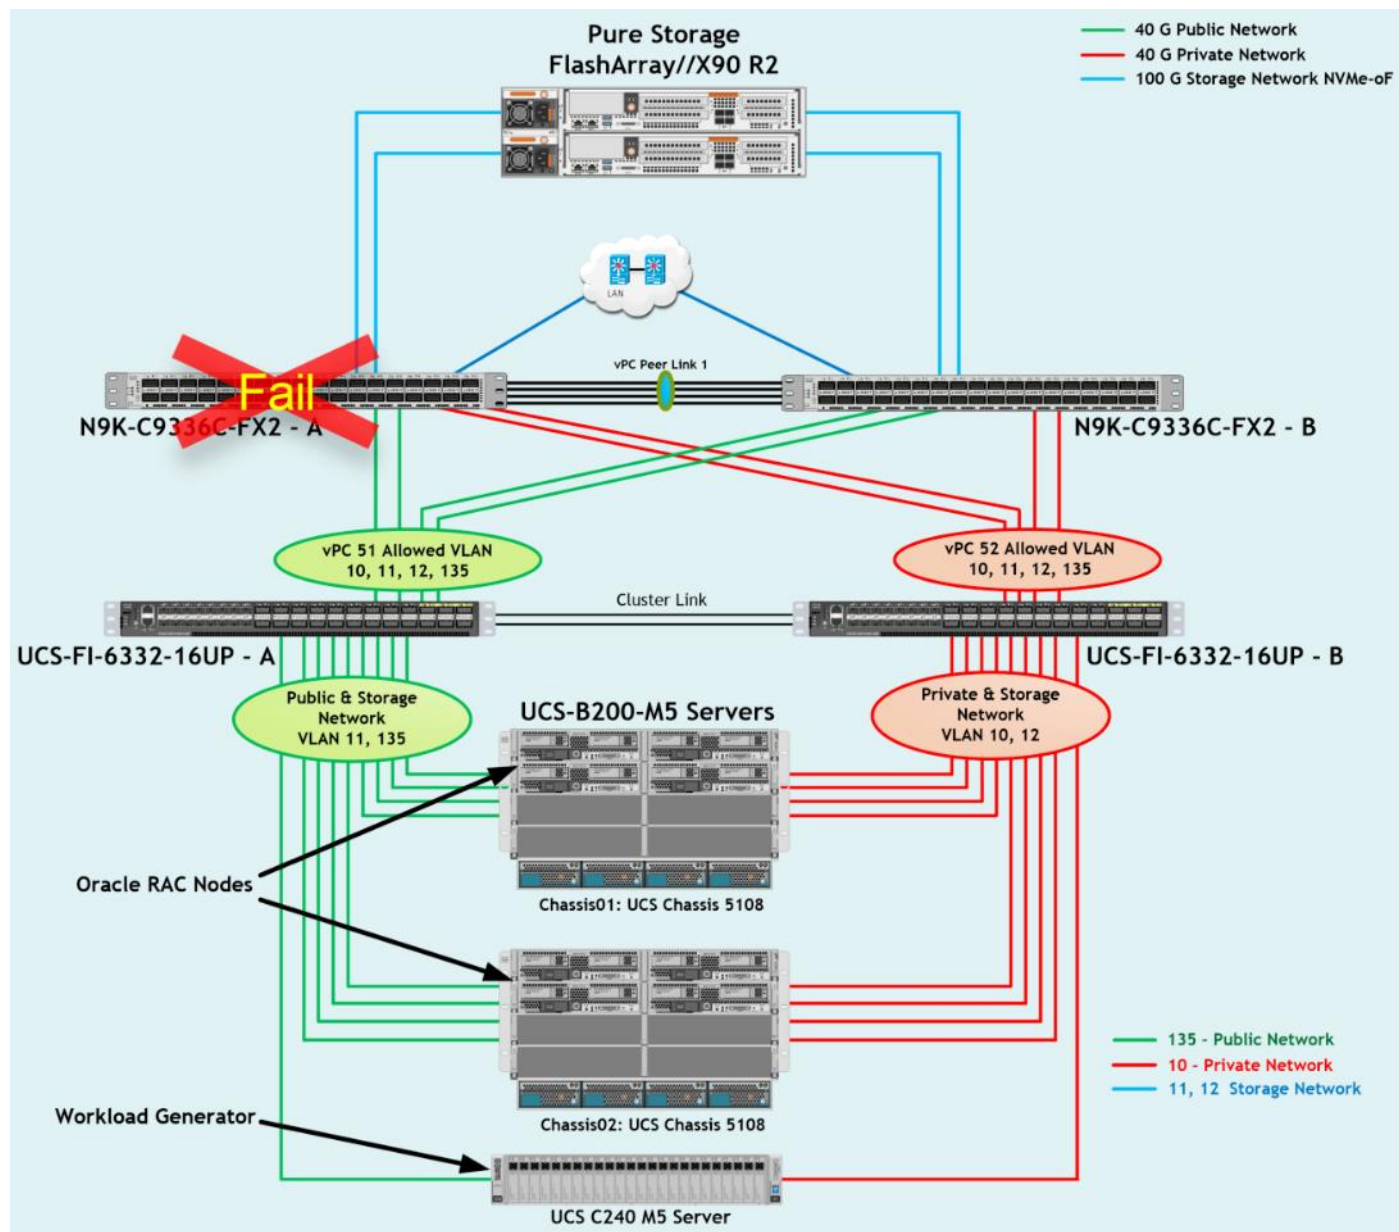 Pure Storage
FlashArray//X90 R2
40 G Public Network
40 G Private Network
100 G Storage Network NVMe-oF
LAN
vPC Peer Link 1
Fail
N9K-C9336C-FX2 - A
N9K-C9336C-FX2 - B
vPC 51 Allowed VLAN
10, 11, 12, 135
vPC 52 Allowed VLAN
10, 11, 12, 135
Cluster Link
UCS-FI-6332-16UP - A
UCS-FI-6332-16UP - B
Public & Storage
Network
VLAN 11, 135
Private & Storage
Network
VLAN 10, 12
UCS-B200-M5 Servers
Oracle RAC Nodes
Chassis01: UCS Chassis 5108
135 - Public Network
10 - Private Network
11, 12 Storage Network
Workload Generator
Chassis02: UCS Chassis 5108
UCS C240 M5 Server